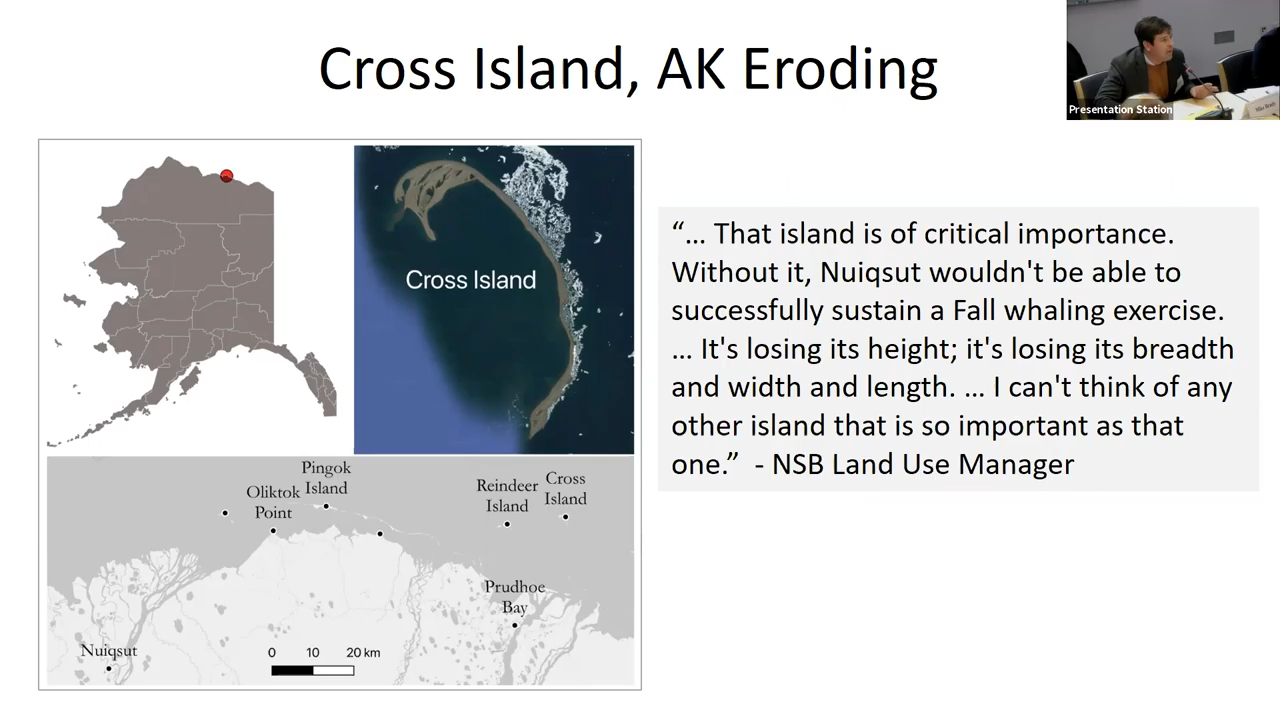 Cross Island, AK Eroding
Presentation Station
Cross Island
“... That island is of critical importance.
Without it, Nuiqsut wouldn't be able to
successfully sustain a Fall whaling exercise.
... It's losing its height; it's losing its breadth
and width and length. ... I can't think of any
other island that is so important as that
one.” - NSB Land Use Manager
Pingok
Island
Oliktok
Point
Reindeer
Island
Cross
Island
Prudhoe
Bay
Nuiqsut
0 10 20 km